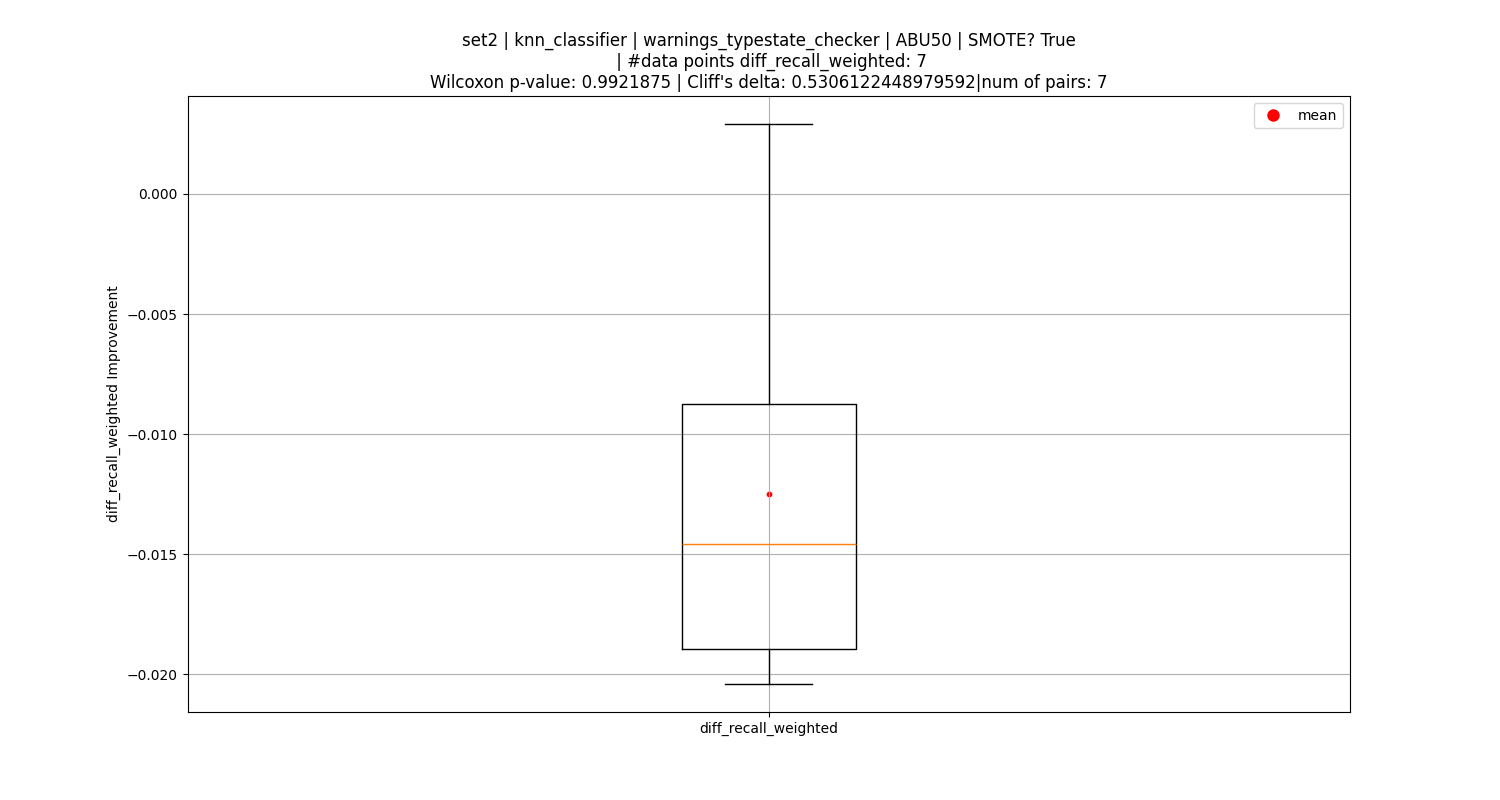 set2 | knn_classifier | warnings_typestate_checker | ABU50 | SMOTE? True
| #data points diff_recall_weighted: 7
Wilcoxon p-value: 0.9921875 | Cliff's delta: 0.5306122448979592|num of pairs: 7
mean
0.000
−0.005
−0.010
−0.015
−0.020
diff_recall_weighted Improvement
diff_recall_weighted